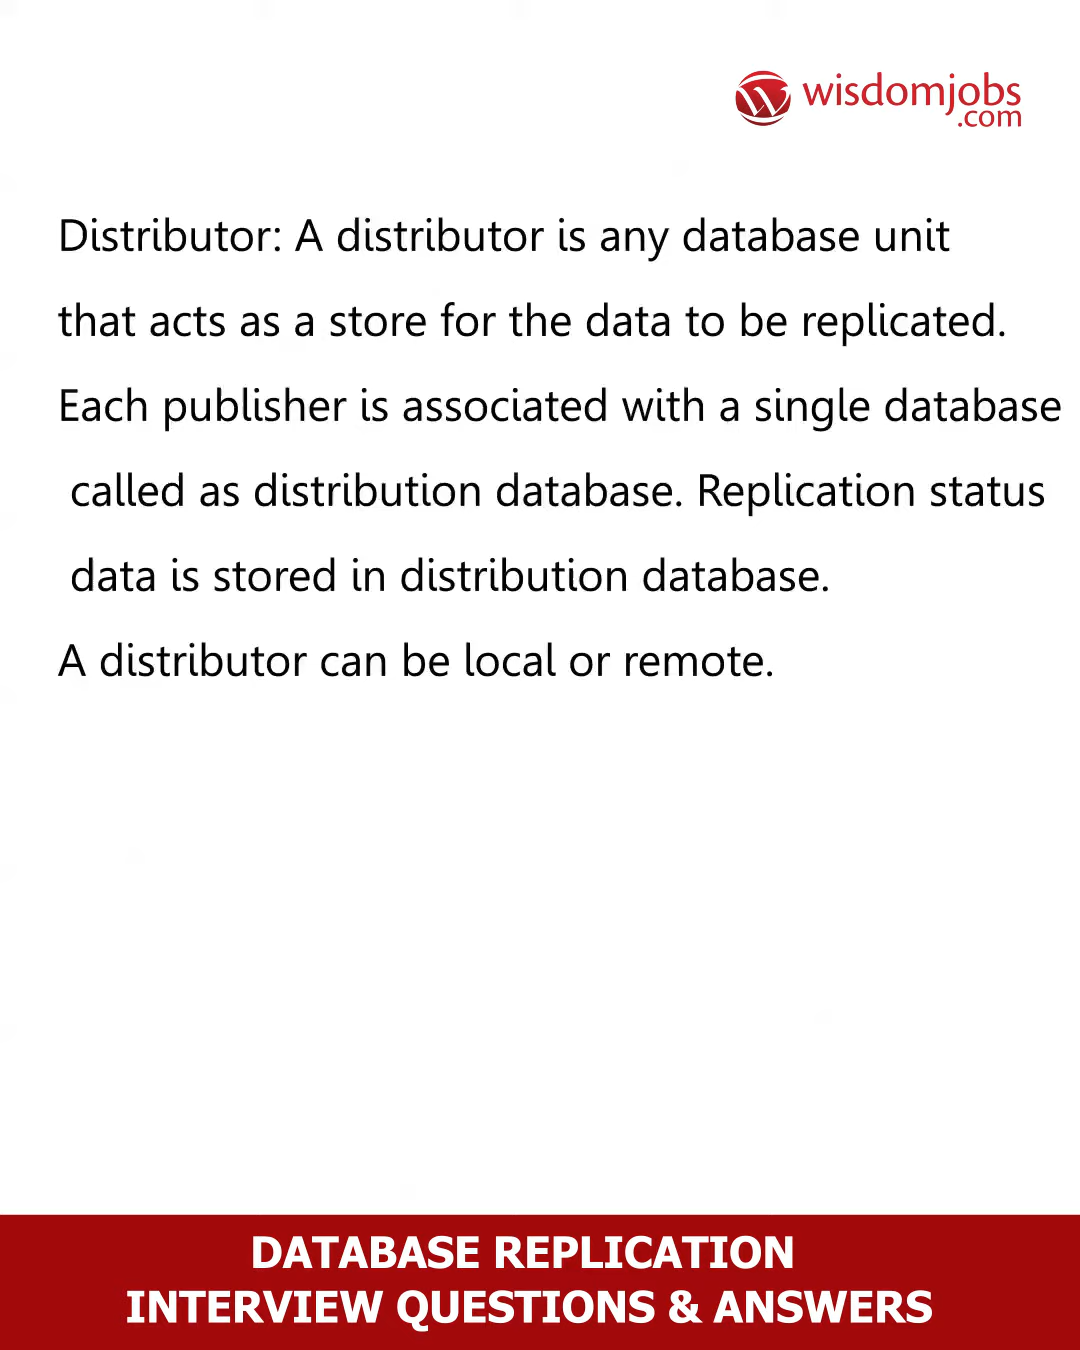 wisdomjobs
.com
Distributor: A distributor is any database unit
that acts as a store for the data to be replicated.
Each publisher is associated with a single database
called as distribution database. Replication status
data is stored in distribution database.
A distributor can be local or remote.
DATABASE REPLICATION
INTERVIEW QUESTIONS & ANSWERS